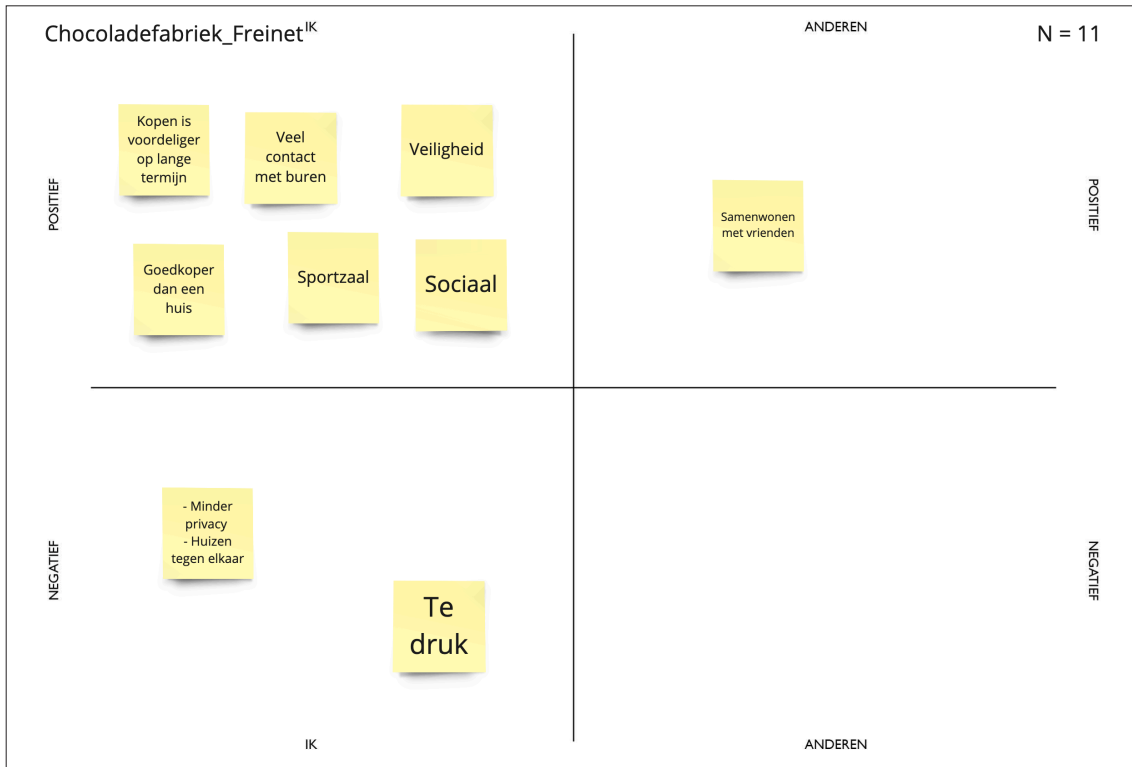 Chocoladefabriek_Freinet
IK
ANDEREN
N = 11
POSITIEF
Kopen is
voordeliger
op lange
termijn
Veel
contact
met buren
Veiligheid
Goedkoper
dan een
huis
Sportzaal
Sociaal
Samenwonen
met vrienden
POSITIEF
NEGATIEF
- Minder
privacy
- Huizen
tegen elkaar
Te
druk
NEGATIEF
IK
ANDEREN